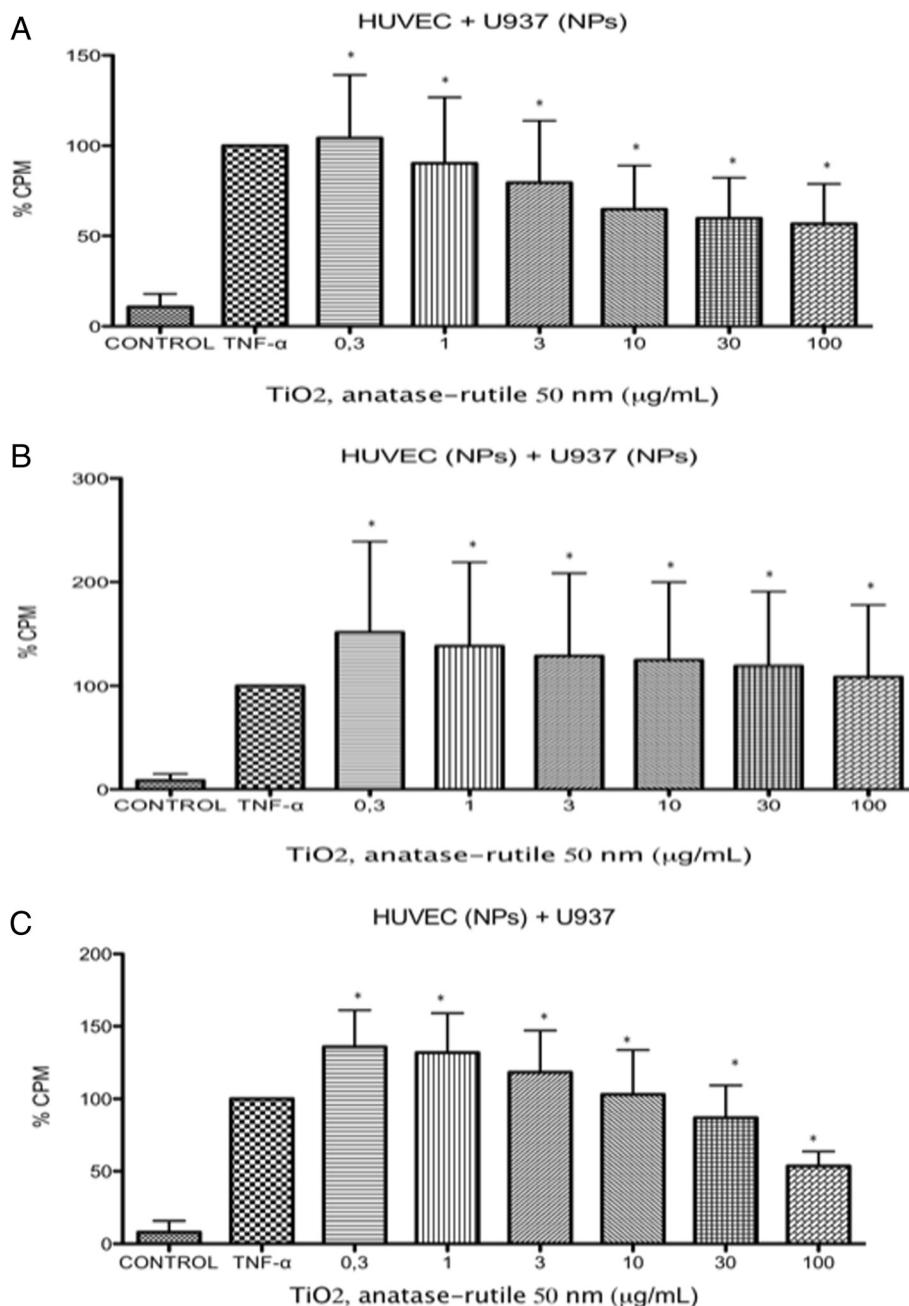 A
HUVEC + U937 (NPs)
% CPM
150
100
50
0
* * * * * *
CONTROL TNF-α 0,3 1 3 10 30 100
TiO2, anatase-rutile 50 nm (μg/mL)
B
HUVEC (NPs) + U937 (NPs)
% CPM
300
200
100
0
* * * * * *
CONTROL TNF-α 0,3 1 3 10 30 100
TiO2, anatase-rutile 50 nm (μg/mL)
C
HUVEC (NPs) + U937
% CPM
200
150
100
50
0
* * * * * *
CONTROL TNF-α 0,3 1 3 10 30 100
TiO2, anatase-rutile 50 nm (μg/mL)